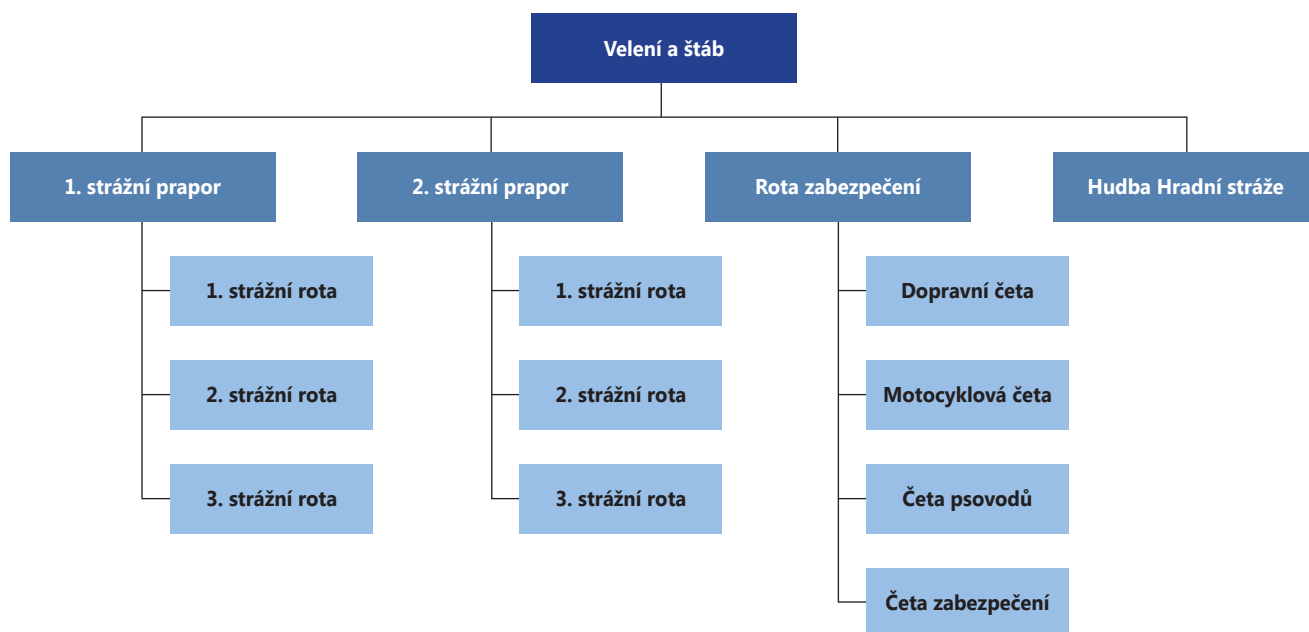 Velení a štáb
1. strážní prapor
2. strážní prapor
Rota zabezpečení
Hudba Hradní stráže
1. strážní rota
2. strážní rota
3. strážní rota
1. strážní rota
2. strážní rota
3. strážní rota
Dopravní četa
Motocyklová četa
Četa psovodů
Četa zabezpečení